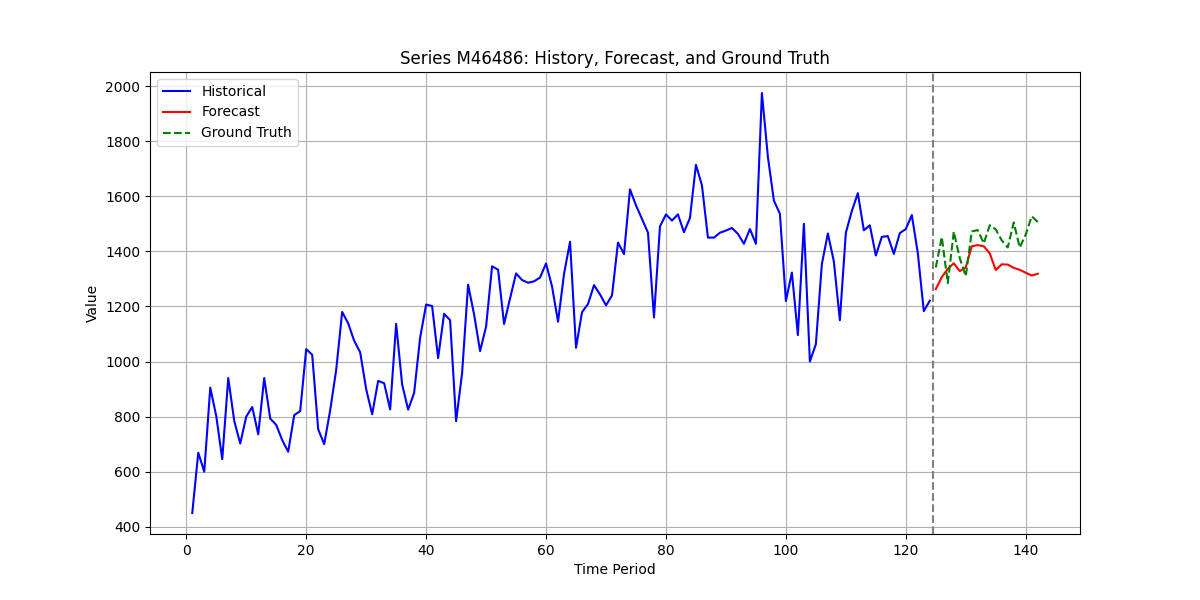 Series M46486: History, Forecast, and Ground Truth
Historical
Forecast
Ground Truth
2000
1800
1600
1400
1200
1000
800
600
400
Value
0 20 40 60 80 100 120 140
Time Period